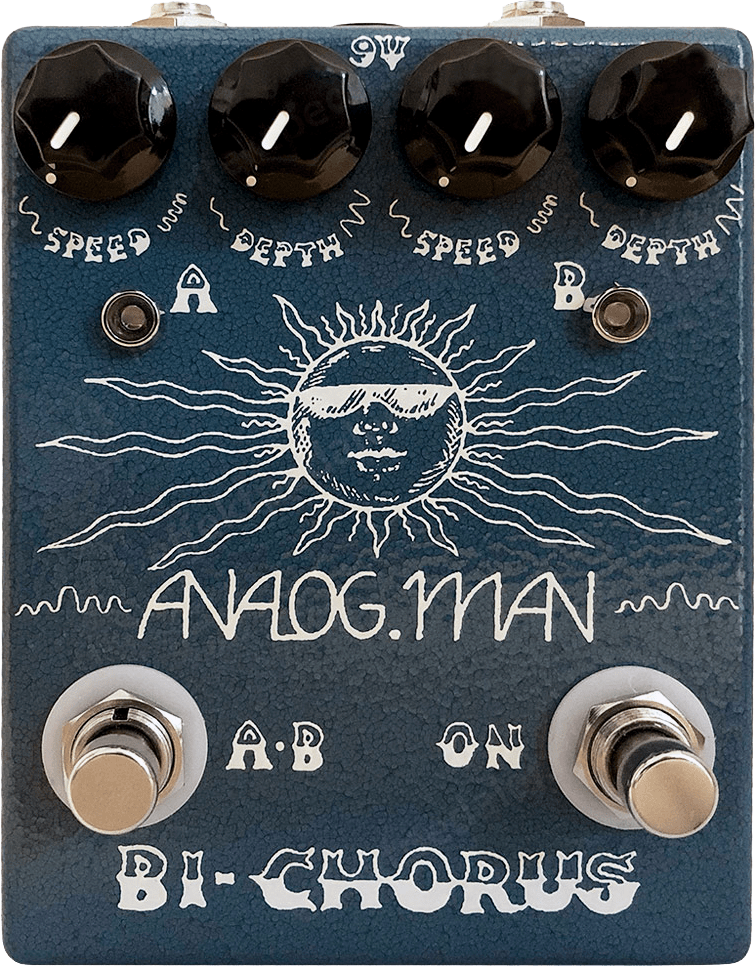 9V
SPEED DEPTH SPEED DEPTH
A B
ANALOG.MAN
A·B ON
BI-CHORUS